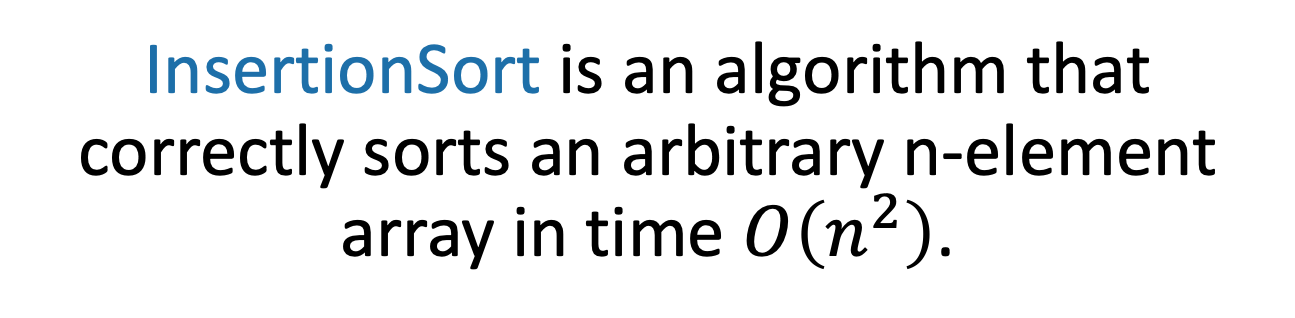 InsertionSort is an algorithm that
correctly sorts an arbitrary n-element
array in time 𝑂(𝑛²).